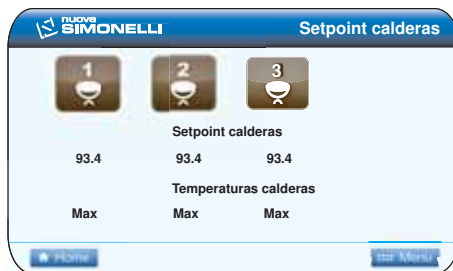 nuova
SIMONELLI
Setpoint calderas
1 2 3
Setpoint calderas
93.4 93.4 93.4
Temperaturas calderas
Max Max Max
Home Menu